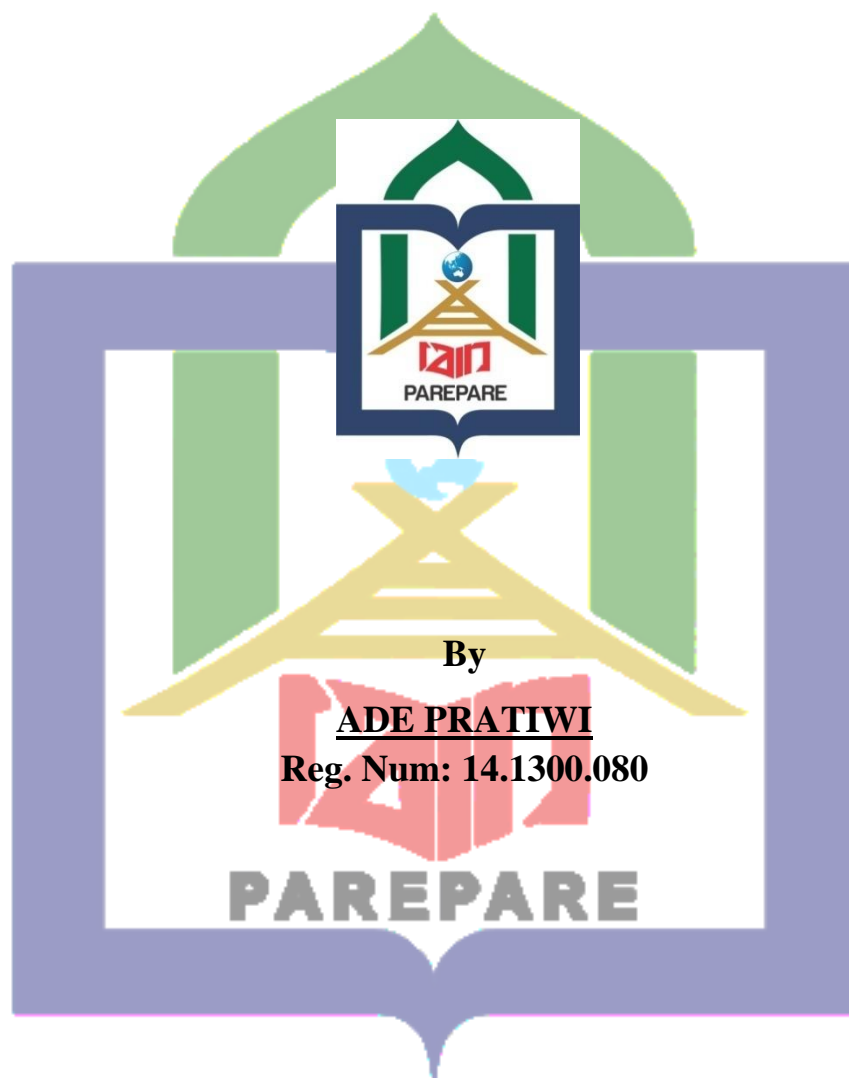 iain
PAREPARE
By
ADE PRATIWI
Reg. Num: 14.1300.080
iain
PAREPARE